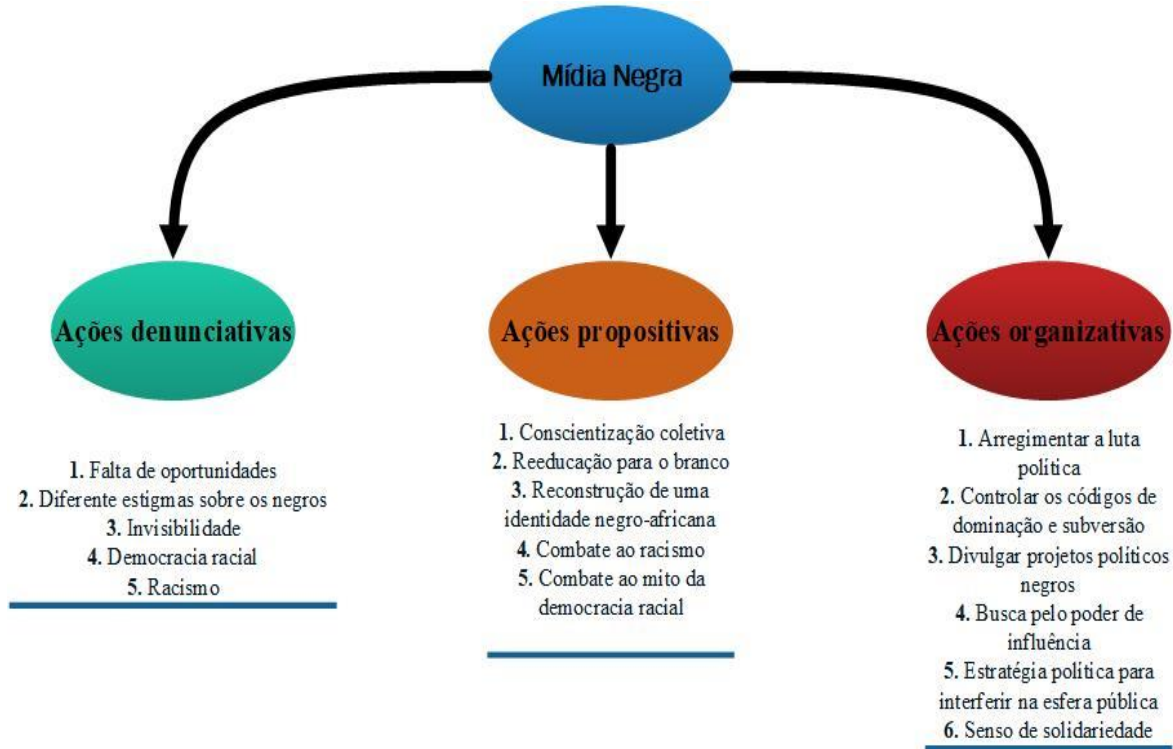 Mídia Negra
Ações denunciativas
1. Falta de oportunidades
2. Diferente estigmas sobre os negros
3. Invisibilidade
4. Democracia racial
5. Racismo
Ações propositivas
1. Conscientização coletiva
2. Reeducação para o branco
3. Reconstrução de uma
identidade negro-africana
4. Combate ao racismo
5. Combate ao mito da
democracia racial
Ações organizativas
1. Arregimentar a luta
política
2. Controlar os códigos de
dominação e subversão
3. Divulgar projetos políticos
negros
4. Busca pelo poder de
influência
5. Estratégia política para
interferir na esfera pública
6. Senso de solidariedade